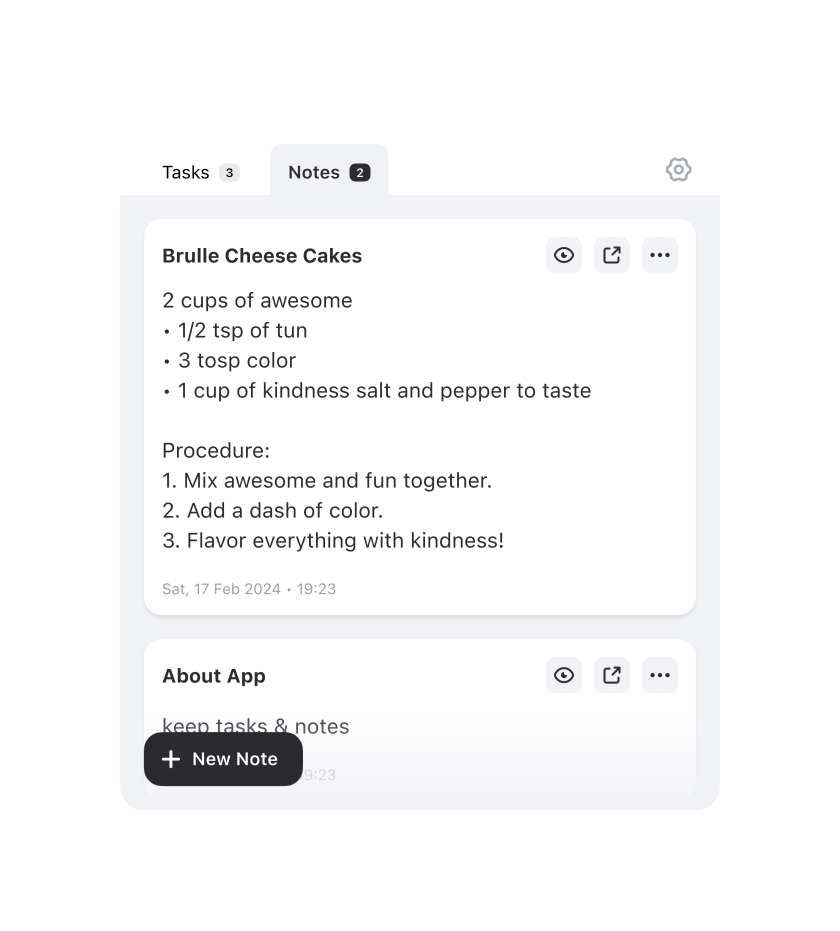 Tasks 3 Notes 2
Brulle Cheese Cakes
2 cups of awesome
• 1/2 tsp of tun
• 3 tosp color
• 1 cup of kindness salt and pepper to taste
Procedure:
1. Mix awesome and fun together.
2. Add a dash of color.
3. Flavor everything with kindness!
Sat, 17 Feb 2024 • 19:23
About App
keep tasks & notes
New Note
9:23